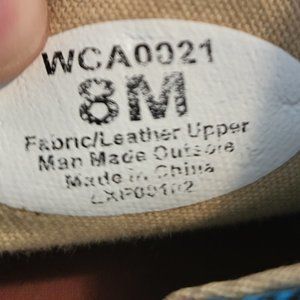 WCA0021
8M
Fabric/Leather Upper
Man Made Outsole
Made in China